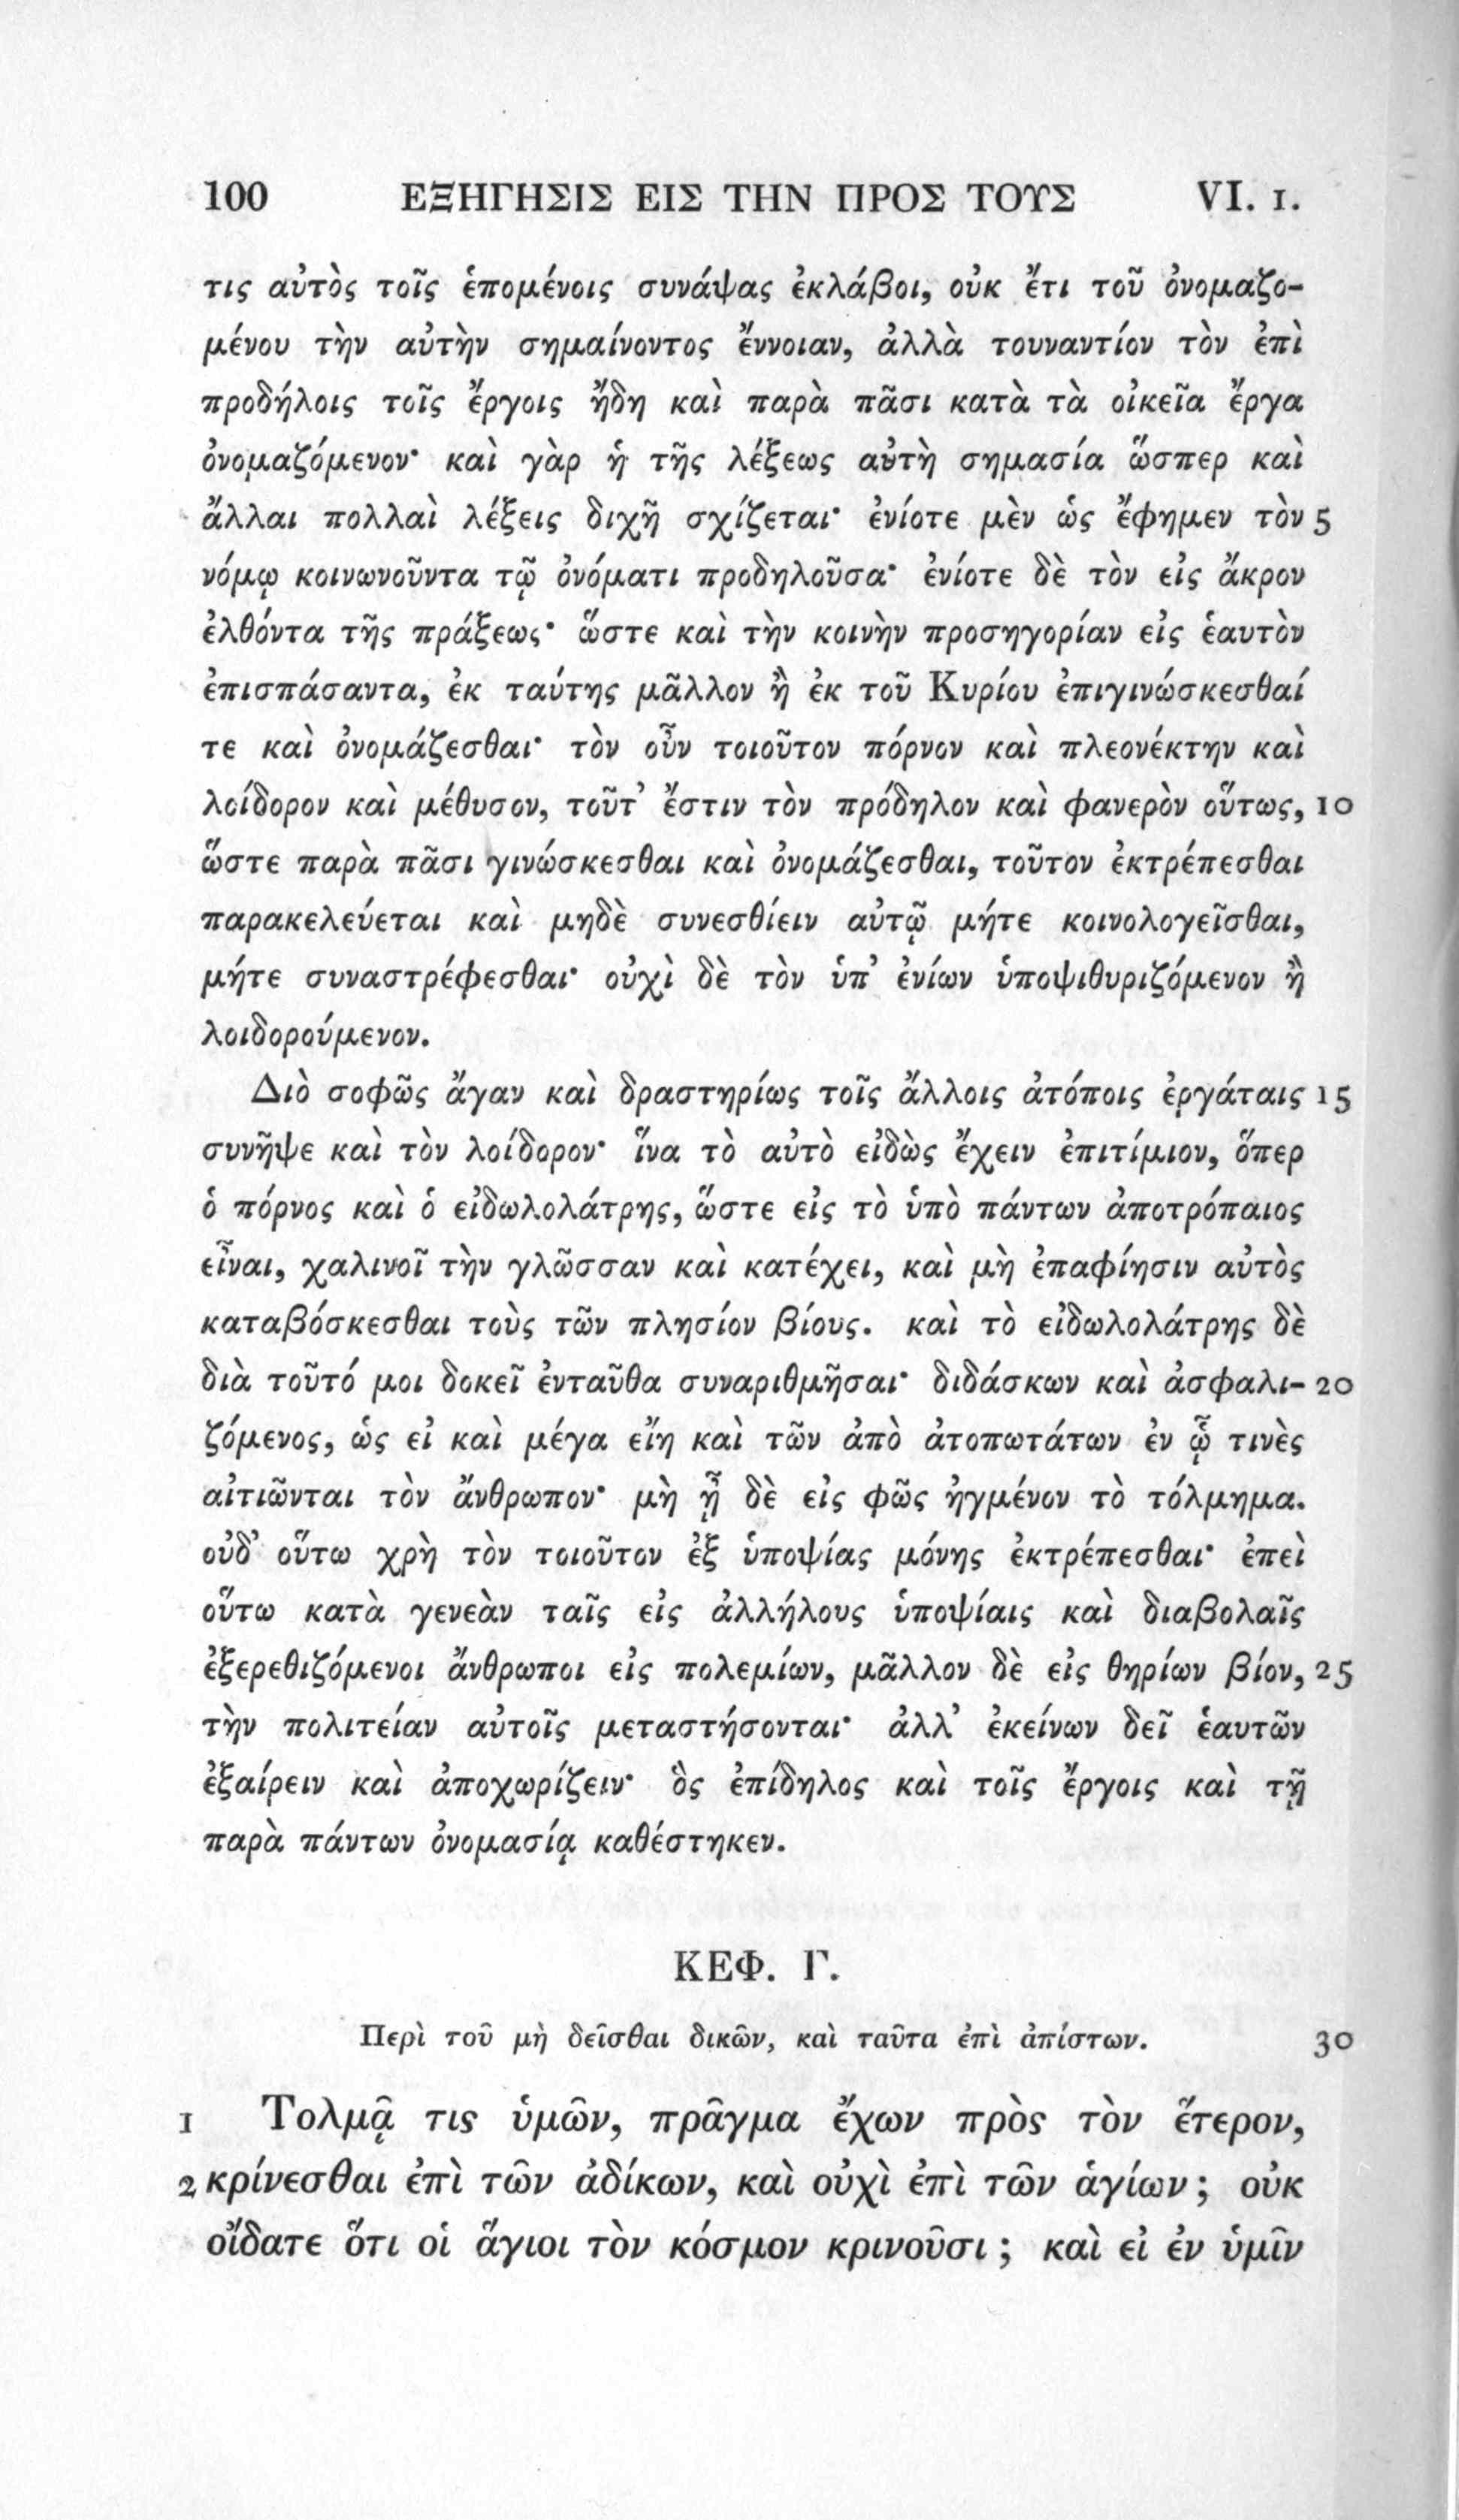 100 ΕΞΗΓΗΣΙΣ ΕΙΣ ΤΗΝ ΠΡΟΣ ΤΟΥΣ VI. 1.
τις αὐτὸς τοῖς ἑπομένοις συνάψας ἐκλάβοι, οὐκ ἔτι τοῦ ὀνομαζο-
μένου τὴν αὐτὴν σημαίνοντος ἔννοιαν, ἀλλὰ τουναντίον τὸν ἐπὶ
προδήλοις τοῖς ἔργοις ἤδη καὶ παρὰ πᾶσι κατὰ τὰ οἰκεῖα ἔργα
ὀνομαζόμενον· καὶ γὰρ ἡ τῆς λέξεως αὐτὴ σημασία ὥσπερ καὶ
ἄλλαι πολλαὶ λέξεις διχῆ σχίζεται· ἐνίοτε μὲν ὡς ἔφημεν τὸν 5
νόμῳ κοινωνοῦντα τῷ ὀνόματι προδηλοῦσα· ἐνίοτε δὲ τὸν εἰς ἄκρον
ἐλθόντα τῆς πράξεως· ὥστε καὶ τὴν κοινὴν προσηγορίαν εἰς ἑαυτὸν
ἐπισπάσαντα, ἐκ ταύτης μᾶλλον ἢ ἐκ τοῦ Κυρίου ἐπιγινώσκεσθαί
τε καὶ ὀνομάζεσθαι· τὸν οὖν τοιοῦτον πόρνον καὶ πλεονέκτην καὶ
λοίδορον καὶ μέθυσον, τοῦτ’ ἔστιν τὸν πρόδηλον καὶ φανερὸν οὕτως, 10
ὥστε παρὰ πᾶσι γινώσκεσθαι καὶ ὀνομάζεσθαι, τοῦτον ἐκτρέπεσθαι
παρακελεύεται καὶ μηδὲ συνεσθίειν αὐτῷ μήτε κοινολογεῖσθαι,
μήτε συναστρέφεσθαι· οὐχὶ δὲ τὸν ὑπ’ ἐνίων ὑποψιθυριζόμενον ἢ
λοιδορούμενον.
Διὸ σοφῶς ἄγαν καὶ δραστηρίως τοῖς ἄλλοις ἀτόποις ἐργάταις 15
συνῆψε καὶ τὸν λοίδορον· ἵνα τὸ αὐτὸ εἰδὼς ἔχειν ἐπιτίμιον, ὅπερ
ὁ πόρνος καὶ ὁ εἰδωλολάτρης, ὥστε εἰς τὸ ὑπὸ πάντων ἀποτρόπαιος
εἶναι, χαλινοῖ τὴν γλῶσσαν καὶ κατέχει, καὶ μὴ ἐπαφίησιν αὐτὸς
καταβόσκεσθαι τοὺς τῶν πλησίον βίους. καὶ τὸ εἰδωλολάτρης δὲ
διὰ τοῦτό μοι δοκεῖ ἐνταῦθα συναριθμῆσαι· διδάσκων καὶ ἀσφαλι- 20
ζόμενος, ὡς εἰ καὶ μέγα εἴη καὶ τῶν ἀπὸ ἀτοπωτάτων ἐν ᾧ τινὲς
αἰτιῶνται τὸν ἄνθρωπον· μὴ ᾖ δὲ εἰς φῶς ἠγμένον τὸ τόλμημα.
οὐδ’ οὕτω χρὴ τὸν τοιοῦτον ἐξ ὑποψίας μόνης ἐκτρέπεσθαι· ἐπεὶ
οὕτω κατὰ γενεὰν ταῖς εἰς ἀλλήλους ὑποψίαις καὶ διαβολαῖς
ἐξερεθιζόμενοι ἄνθρωποι εἰς πολεμίων, μᾶλλον δὲ εἰς θηρίων βίον, 25
τὴν πολιτείαν αὐτοῖς μεταστήσονται· ἀλλ’ ἐκείνων δεῖ ἑαυτῶν
ἐξαίρειν καὶ ἀποχωρίζειν· ὃς ἐπίδηλος καὶ τοῖς ἔργοις καὶ τῇ
παρὰ πάντων ὀνομασίᾳ καθέστηκεν.
ΚΕΦ. Γ.
Περὶ τοῦ μὴ δεῖσθαι δικῶν, καὶ ταῦτα ἐπὶ ἀπίστων. 30
1 Τολμᾷ τις ὑμῶν, πρᾶγμα ἔχων πρὸς τὸν ἕτερον,
2 κρίνεσθαι ἐπὶ τῶν ἀδίκων, καὶ οὐχὶ ἐπὶ τῶν ἁγίων; οὐκ
οἴδατε ὅτι οἱ ἅγιοι τὸν κόσμον κρινοῦσι; καὶ εἰ ἐν ὑμῖν